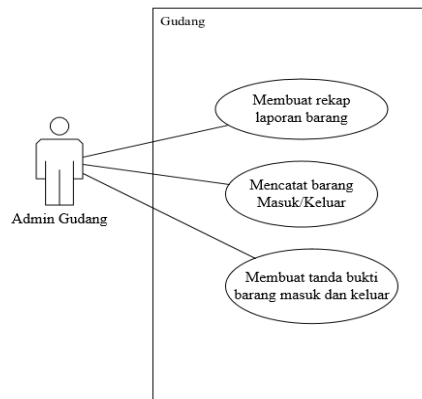 Gudang
Membuat rekap
laporan barang
Mencatat barang
Masuk/Keluar
Admin Gudang
Membuat tanda bukti
barang masuk dan keluar